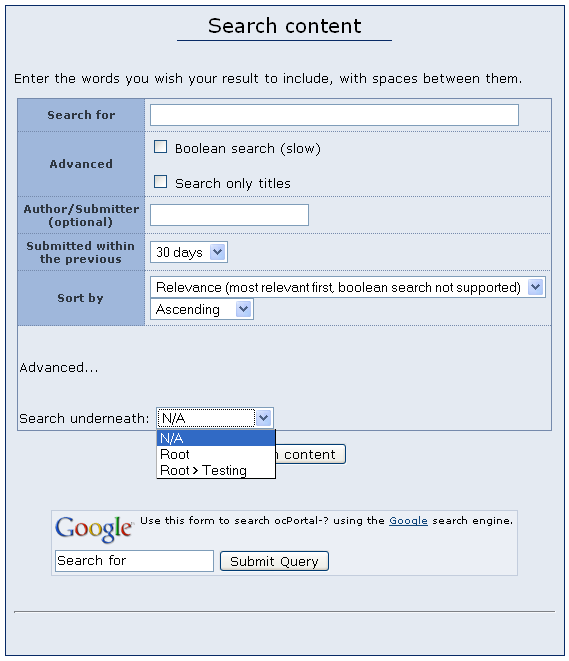 Search content
Enter the words you wish your result to include, with spaces between them.
Search for
Advanced
Boolean search (slow)
Search only titles
Author/Submitter
(optional)
Submitted within
the previous
30 days
Sort by
Relevance (most relevant first, boolean search not supported)
Ascending
Advanced...
Search underneath: N/A
N/A
Root
Root > Testing
content
Google Use this form to search ocPortal-? using the Google search engine.
Search for Submit Query